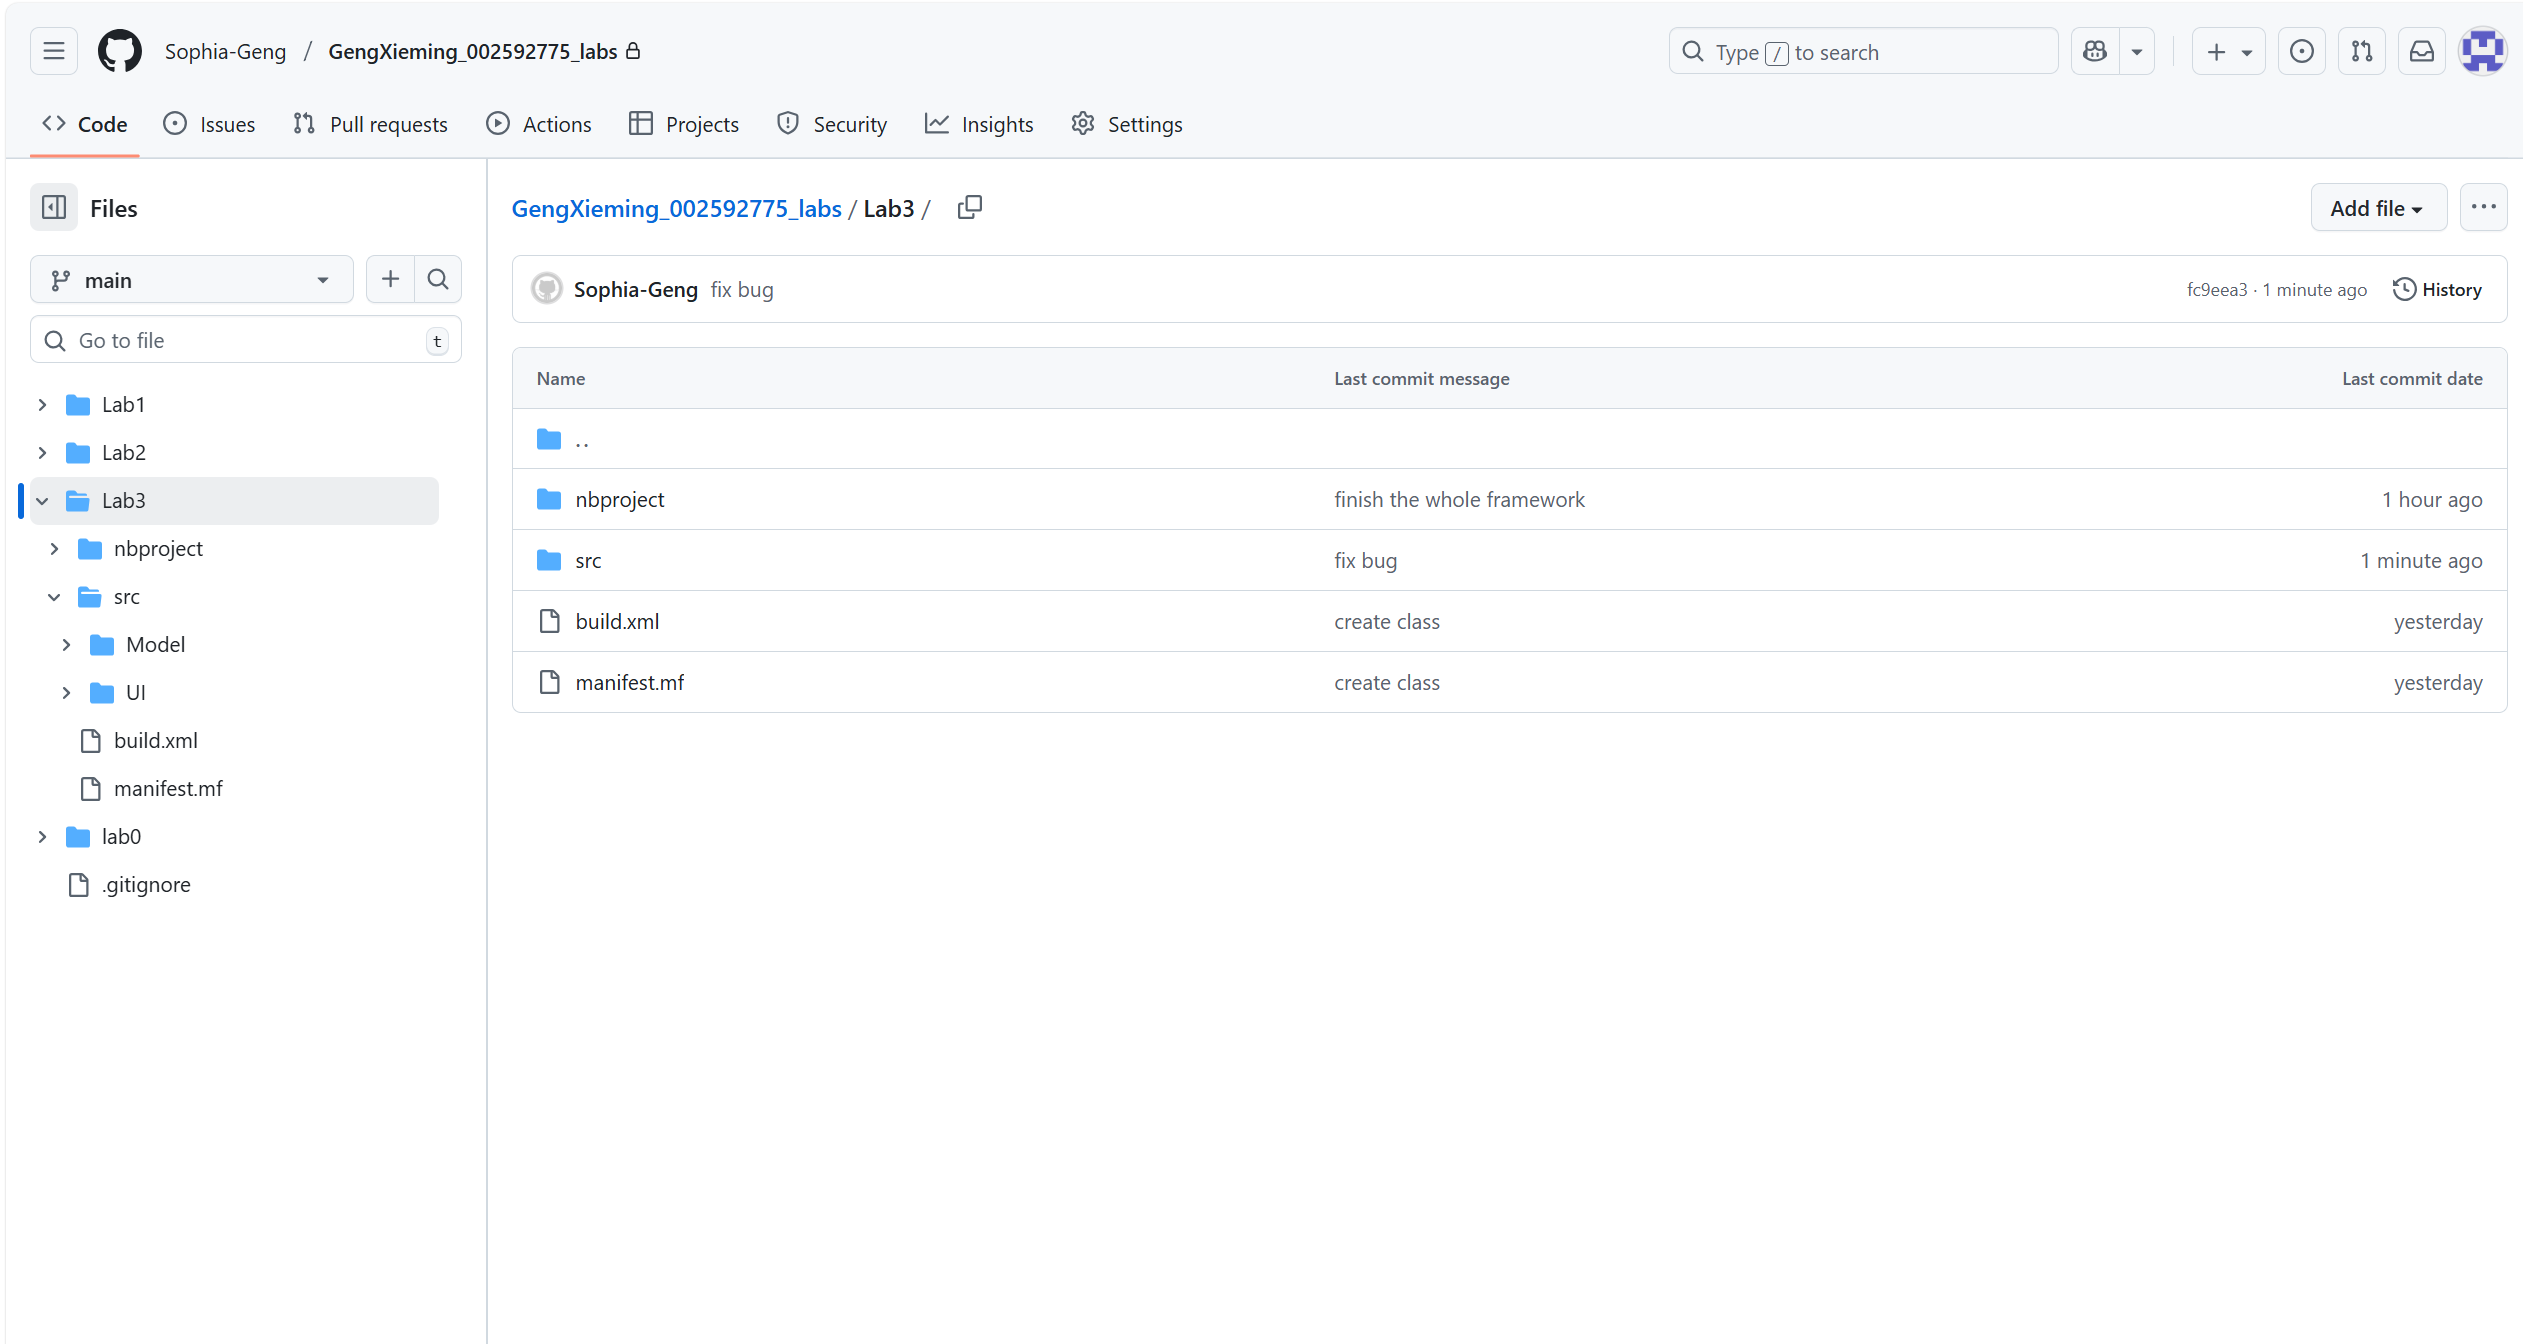 Sophia-Geng / GengXieming_002592775_labs
Type / to search
Code Issues Pull requests Actions Projects Security Insights Settings
Files
main
Go to file t
Lab1
Lab2
Lab3
nbproject
src
Model
UI
build.xml
manifest.mf
lab0
.gitignore
GengXieming_002592775_labs / Lab3 /
Add file
Sophia-Geng fix bug fc9eea3 · 1 minute ago History
Name Last commit message Last commit date
..
nbproject finish the whole framework 1 hour ago
src fix bug 1 minute ago
build.xml create class yesterday
manifest.mf create class yesterday